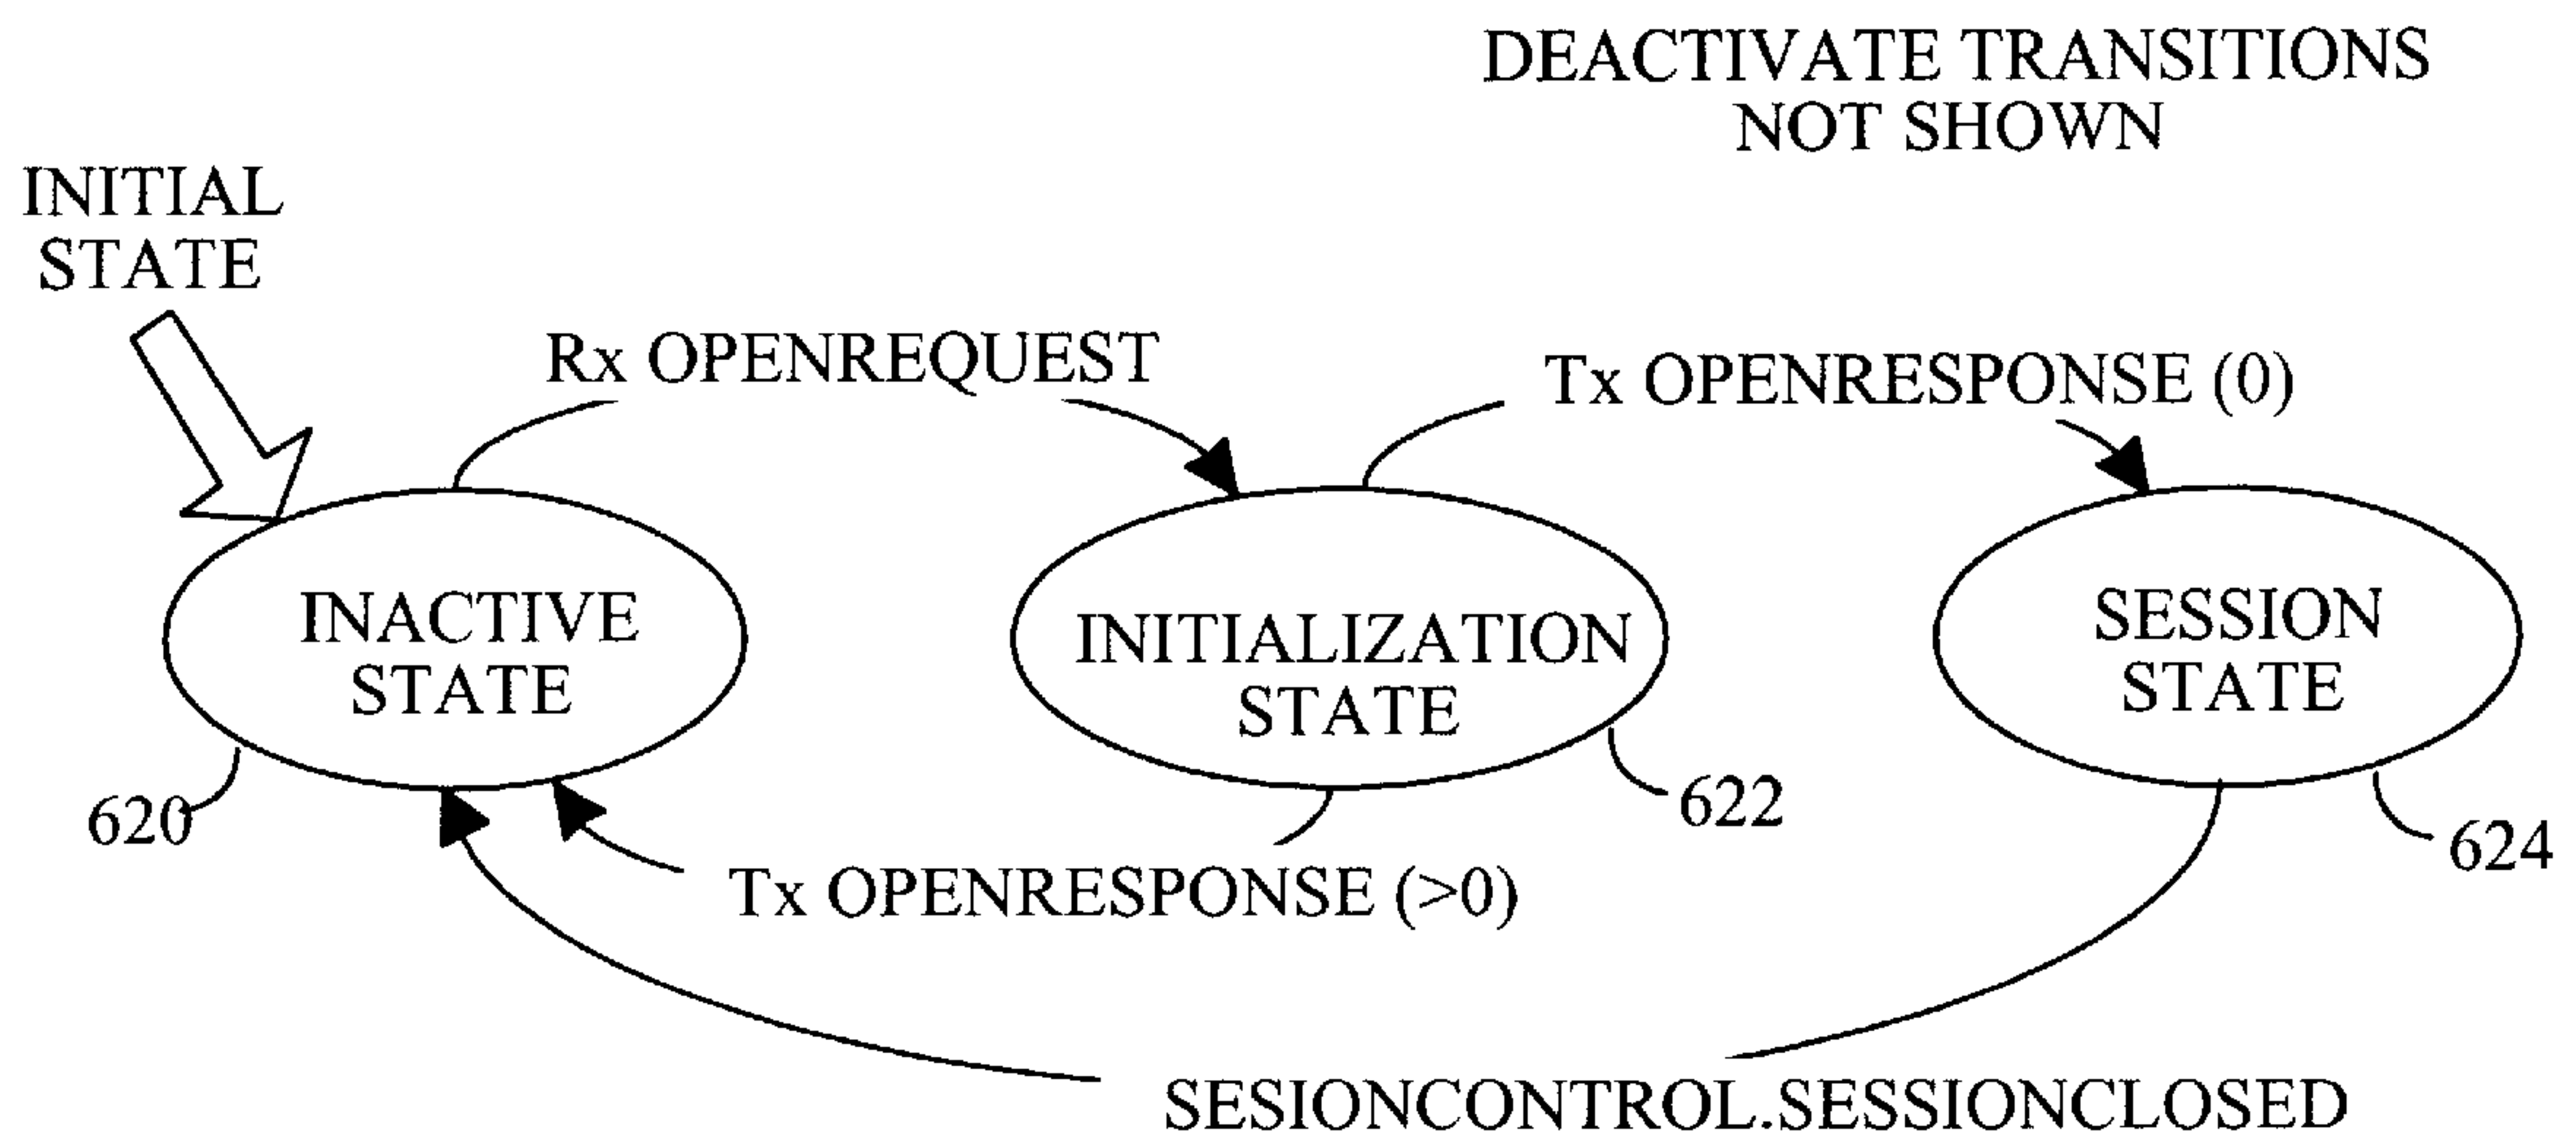 DEACTIVATE TRANSITIONS
NOT SHOWN
INITIAL
STATE
Rx OPENREQUEST
Tx OPENRESPONSE (0)
INACTIVE
STATE
INITIALIZATION
STATE
SESSION
STATE
620
622
624
Tx OPENRESPONSE (>0)
SESIONCONTROL.SESSIONCLOSED